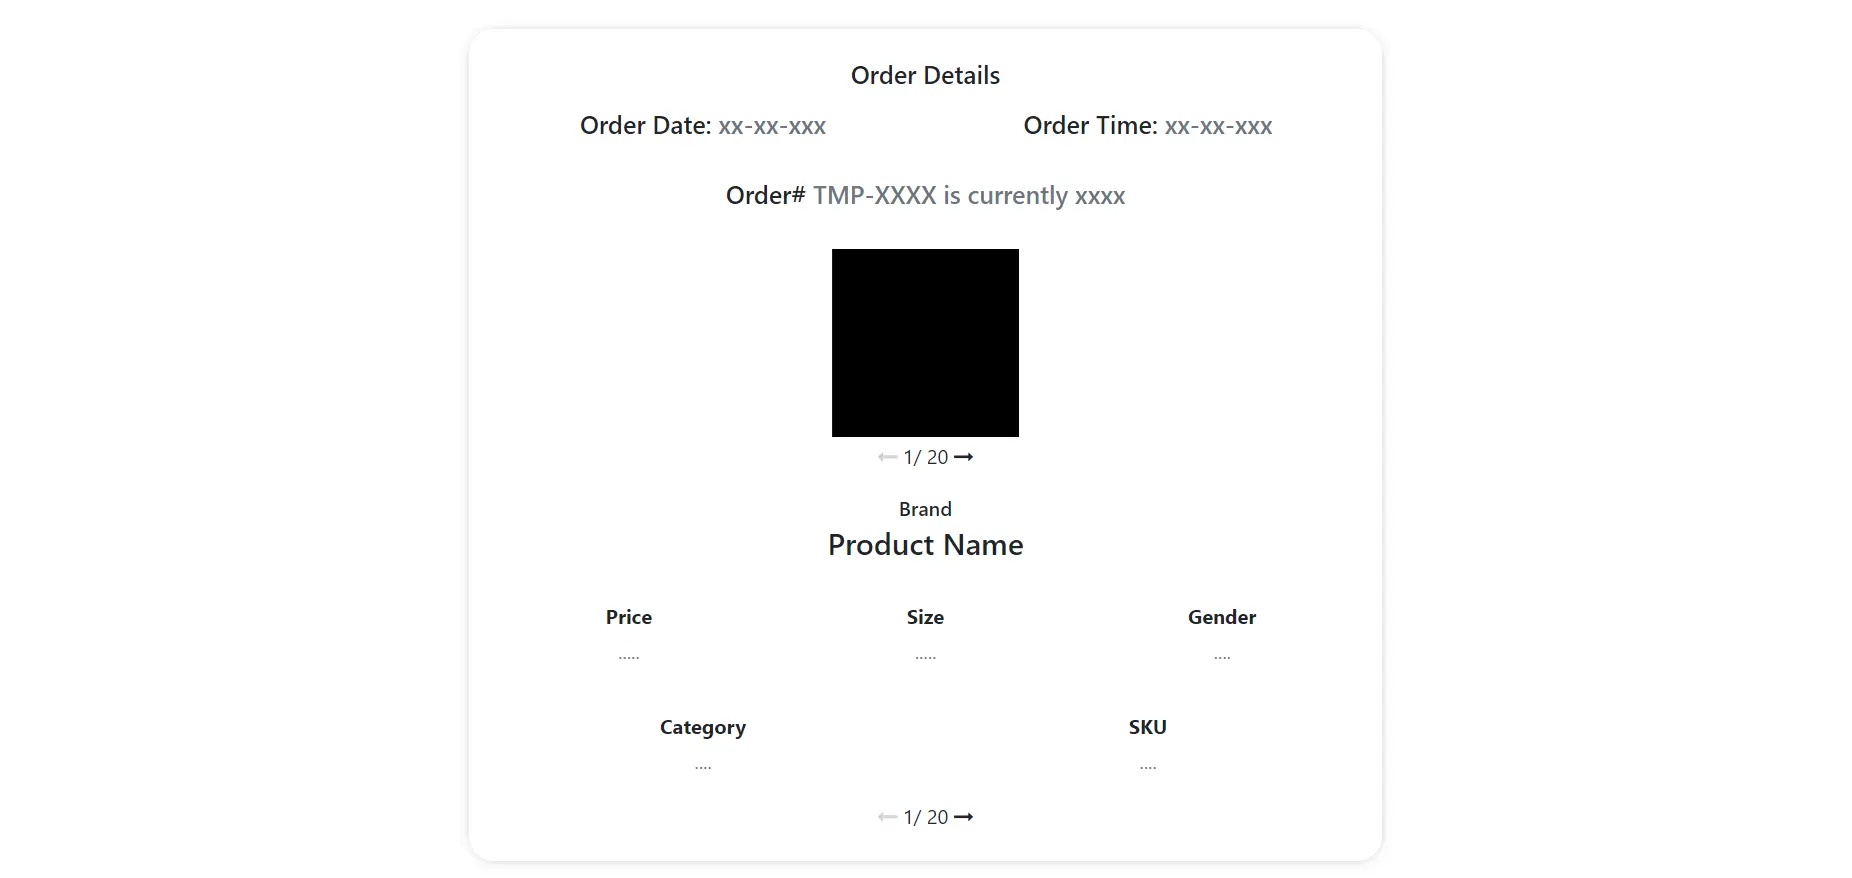 Order Details
Order Date: xx-xx-xxx Order Time: xx-xx-xxx
Order# TMP-XXXX is currently xxxx
← 1/ 20 →
Brand
Product Name
Price Size Gender
..... ..... ....
Category SKU
.... ....
← 1/ 20 →